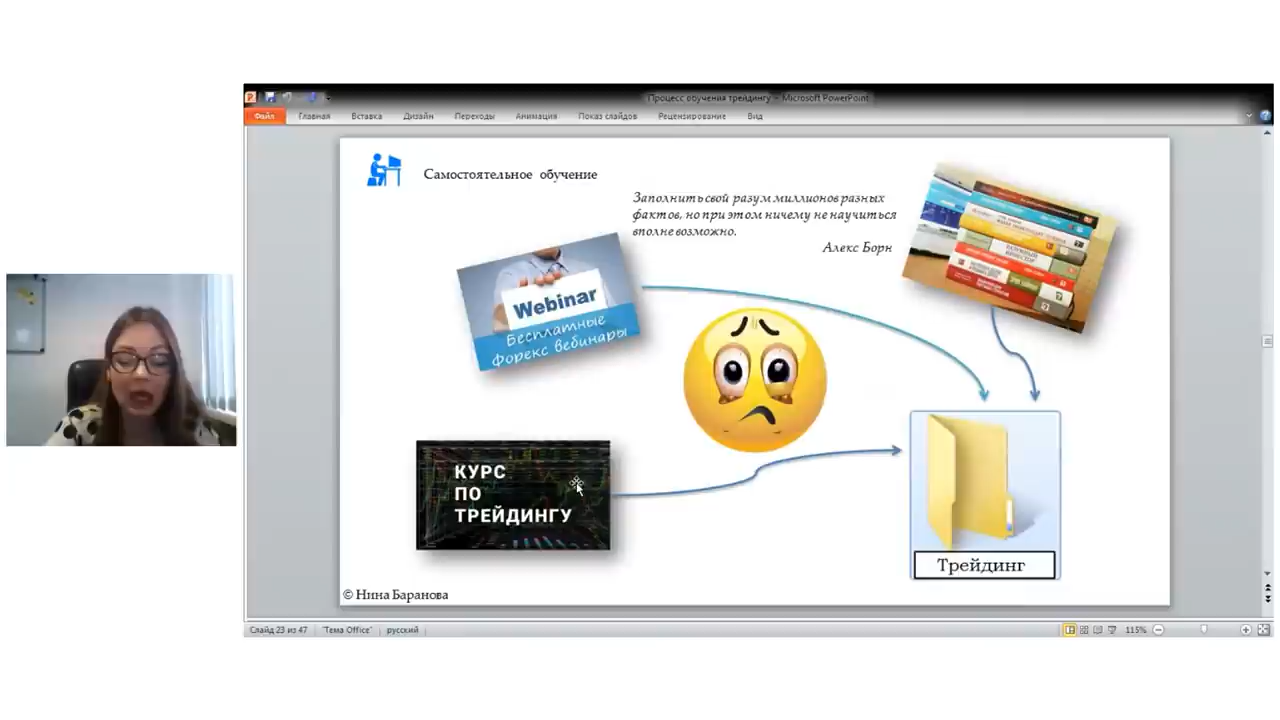 Процесс обучения трейдингу - Microsoft PowerPoint
Файл Главная Вставка Дизайн Переходы Анимация Показ слайдов Рецензирование Вид
Самостоятельное обучение
Заполнить свой разум миллионов разных
фактов, но при этом ничему не научиться
вполне возможно.
Алекс Борн
Webinar
Бесплатные
форекс вебинары
КУРС
ПО
ТРЕЙДИНГУ
Трейдинг
© Нина Баранова
Слайд 23 из 47 "Тема Office" русский 115%